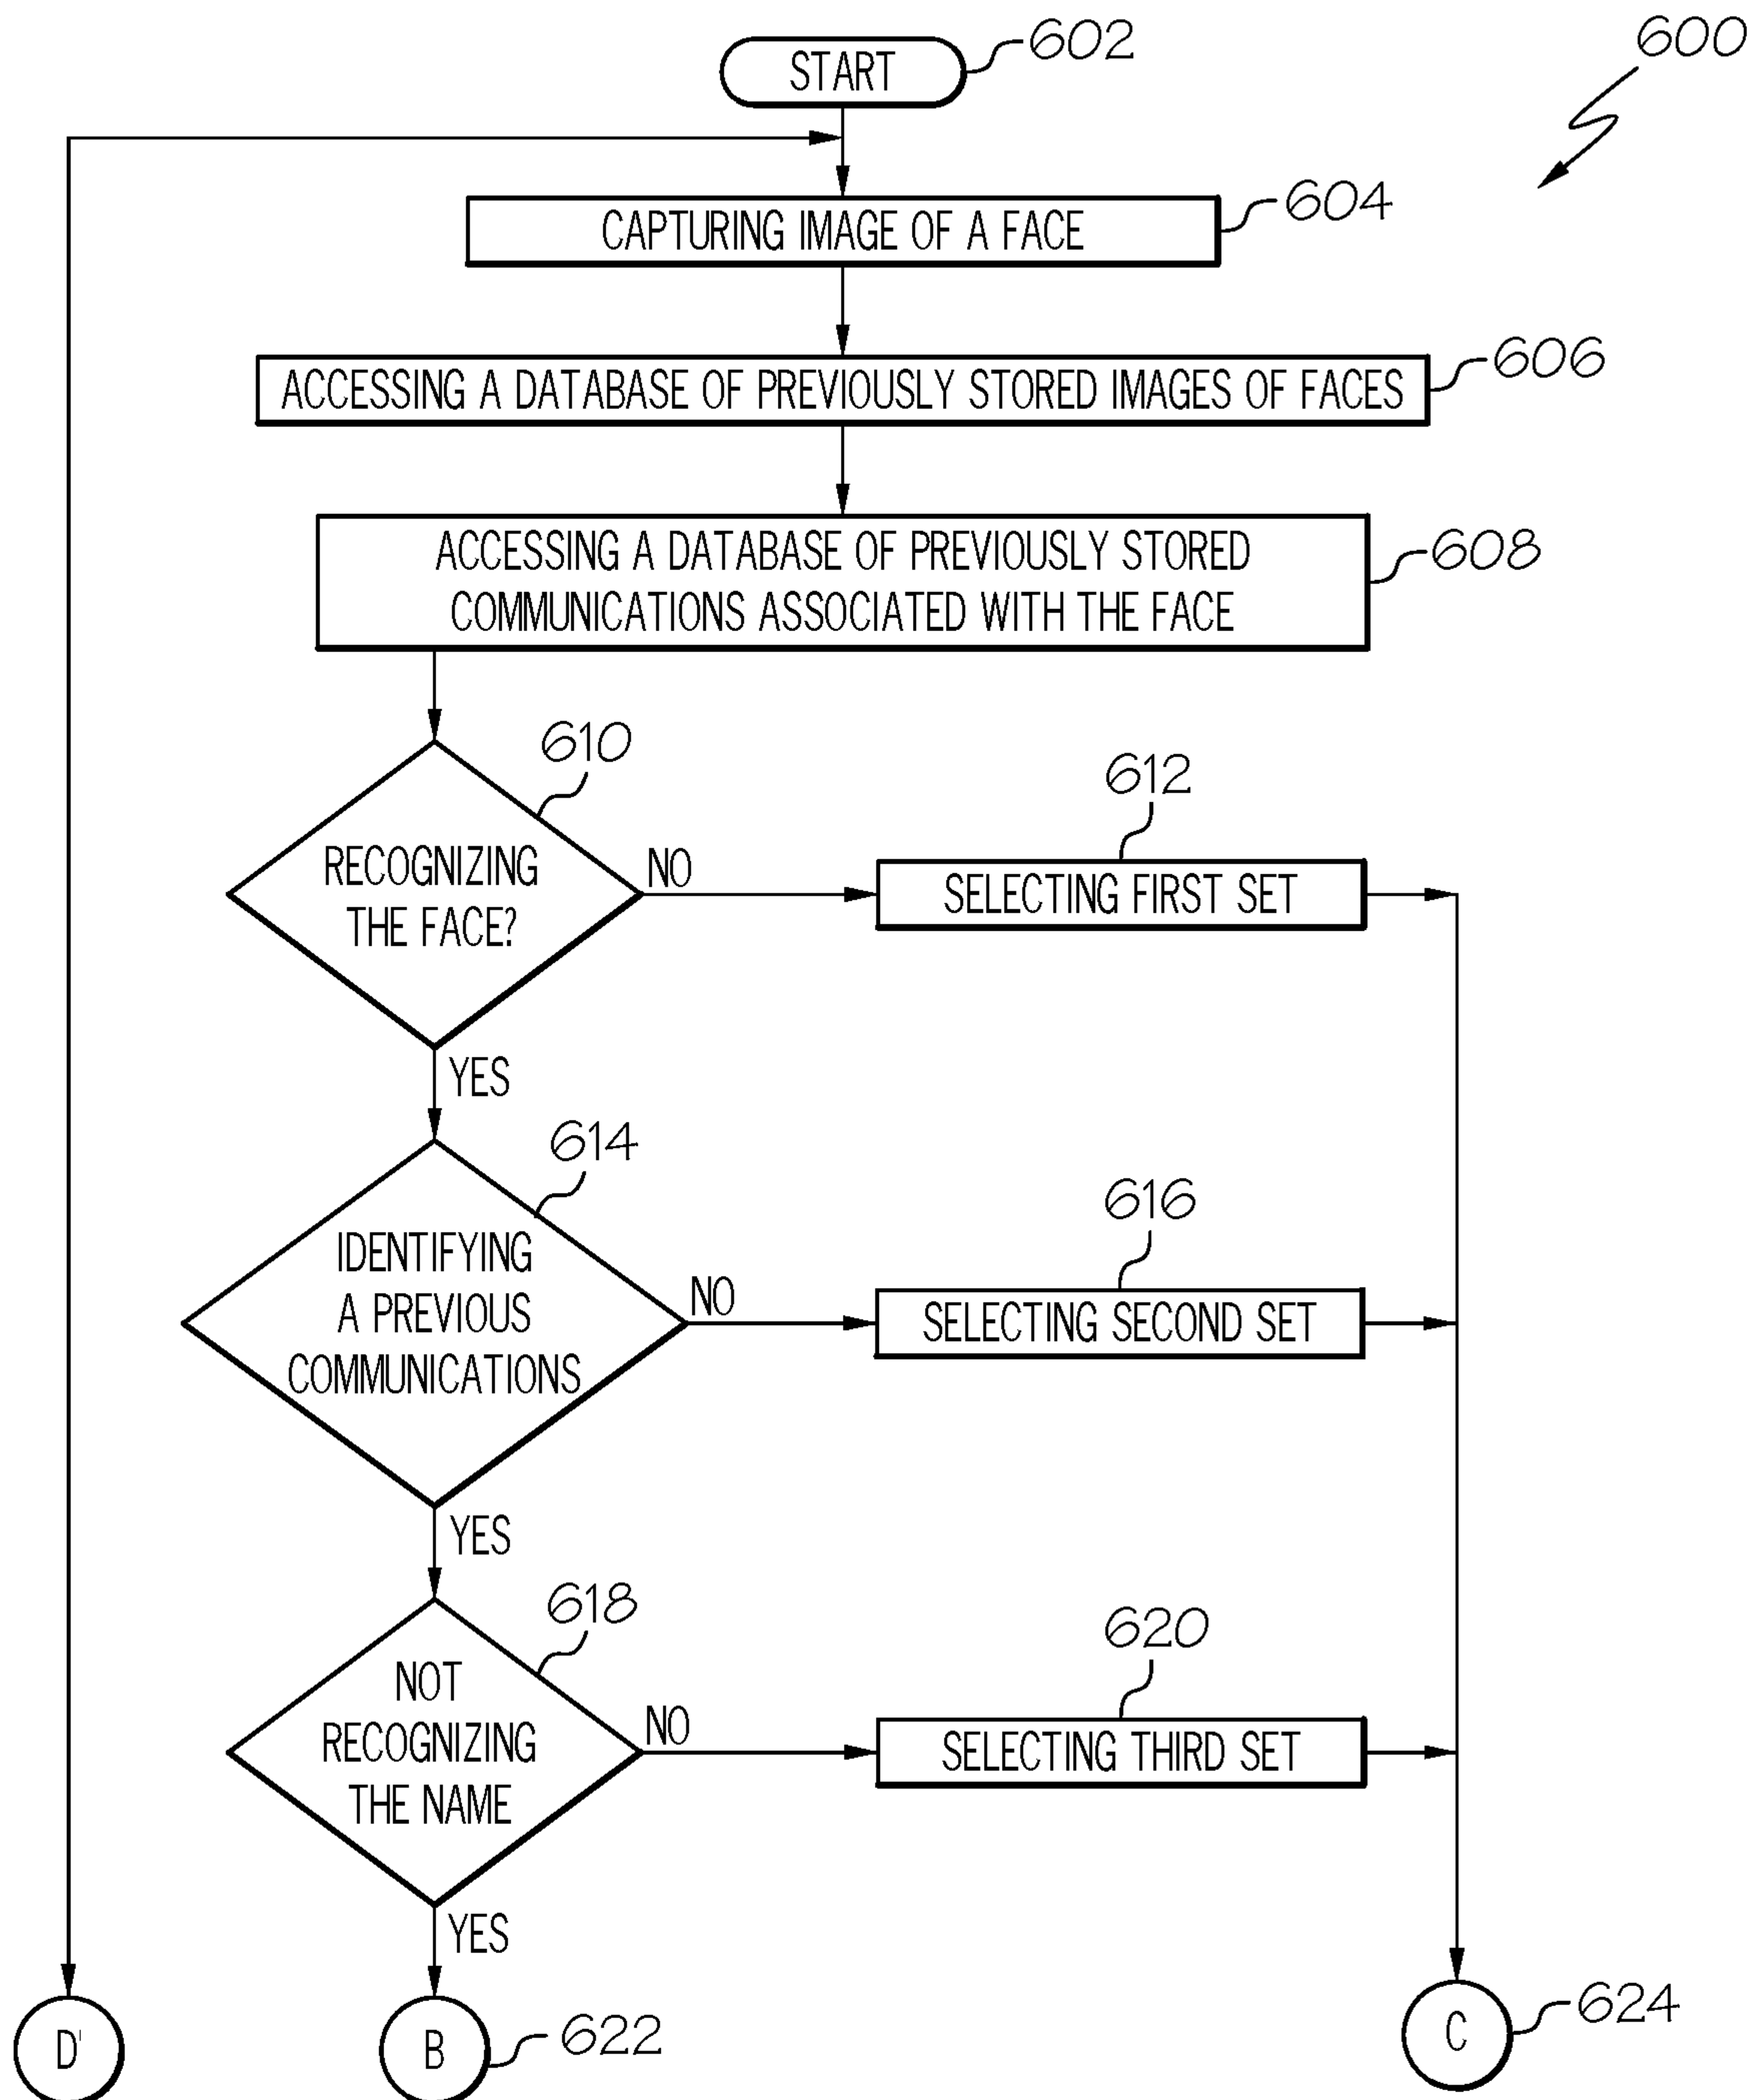 START
602
600
CAPTURING IMAGE OF A FACE
604
ACCESSING A DATABASE OF PREVIOUSLY STORED IMAGES OF FACES
606
ACCESSING A DATABASE OF PREVIOUSLY STORED
COMMUNICATIONS ASSOCIATED WITH THE FACE
608
610
RECOGNIZING
THE FACE?
NO
612
SELECTING FIRST SET
YES
614
IDENTIFYING
A PREVIOUS
COMMUNICATIONS
NO
616
SELECTING SECOND SET
YES
618
NOT
RECOGNIZING
THE NAME
NO
620
SELECTING THIRD SET
YES
D'
B
622
C
624